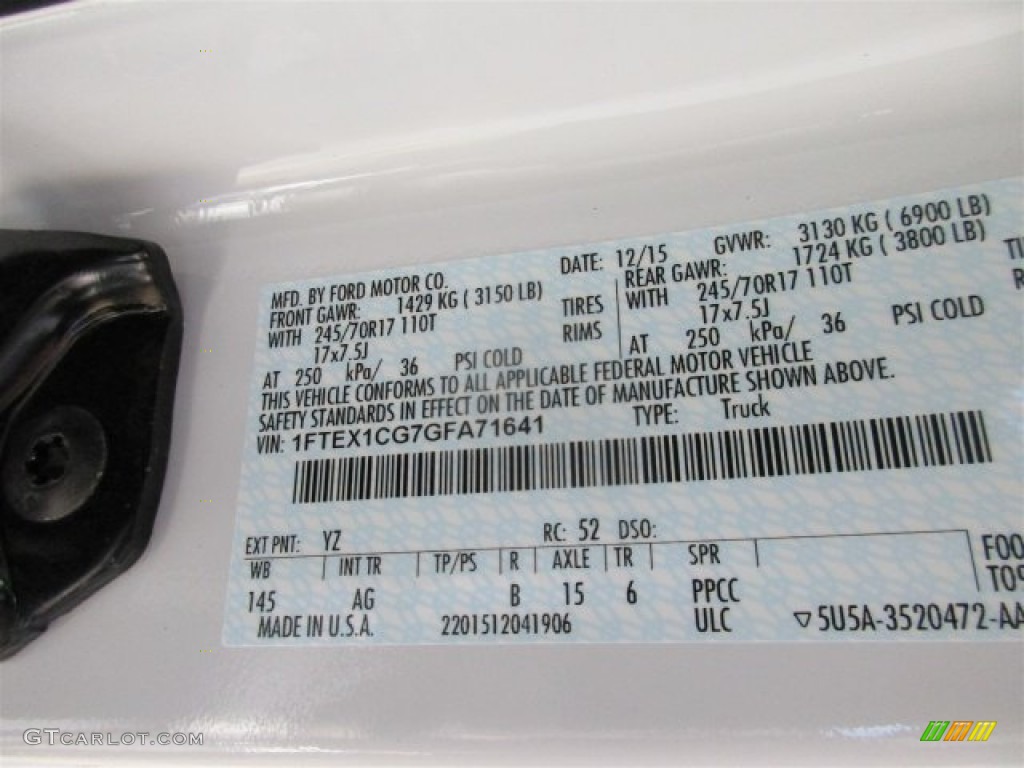 MFD. BY FORD MOTOR CO. DATE: 12/15 GVWR: 3130 KG ( 6900 LB)
FRONT GAWR: 1429 KG ( 3150 LB) REAR GAWR: 1724 KG ( 3800 LB)
WITH 245/70R17 110T TIRES WITH 245/70R17 110T
17x7.5J RIMS 17x7.5J
AT 250 kPa/ 36 PSI COLD AT 250 kPa/ 36 PSI COLD
THIS VEHICLE CONFORMS TO ALL APPLICABLE FEDERAL MOTOR VEHICLE
SAFETY STANDARDS IN EFFECT ON THE DATE OF MANUFACTURE SHOWN ABOVE.
VIN: 1FTEX1CG7GFA71641 TYPE: Truck
EXT PNT: YZ RC: 52 DSO:
WB INT TR TP/PS R AXLE TR SPR
145 AG B 15 6 PPCC
MADE IN U.S.A. 2201512041906 ULC 5U5A-3520472-AA
GTCARLOT.COM